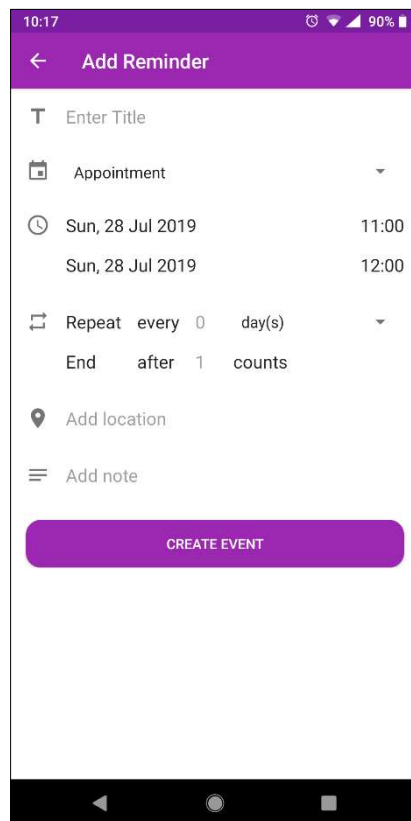 10:17 90%
Add Reminder
Enter Title
Appointment
Sun, 28 Jul 2019 11:00
Sun, 28 Jul 2019 12:00
Repeat every 0 day(s)
End after 1 counts
Add location
Add note
CREATE EVENT